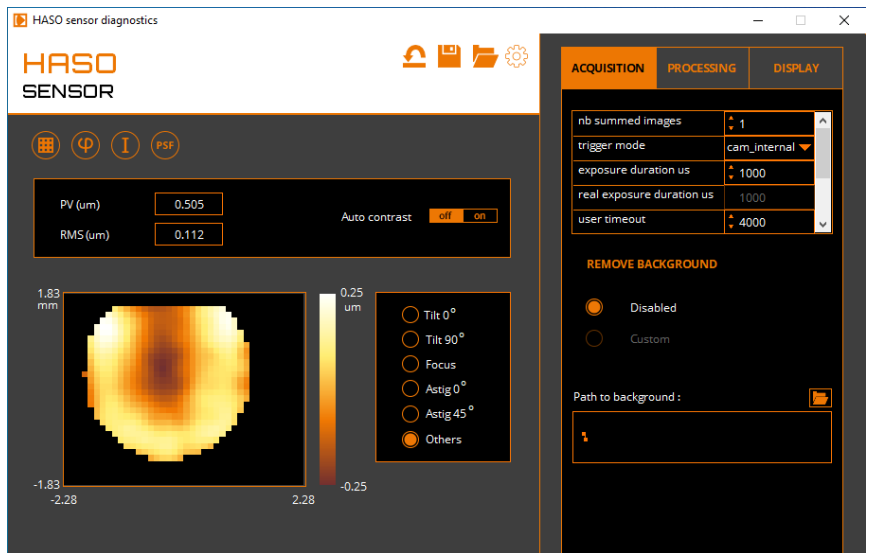 HASO sensor diagnostics
HASO
SENSOR
PSF
PV (um) 0.505
RMS (um) 0.112
Auto contrast off on
1.83
mm
-1.83
-2.28 2.28
0.25
um
-0.25
Tilt 0°
Tilt 90°
Focus
Astig 0°
Astig 45°
Others
ACQUISITION PROCESSING DISPLAY
nb summed images 1
trigger mode cam_internal
exposure duration us 1000
real exposure duration us 1000
user timeout 4000
REMOVE BACKGROUND
Disabled
Custom
Path to background :